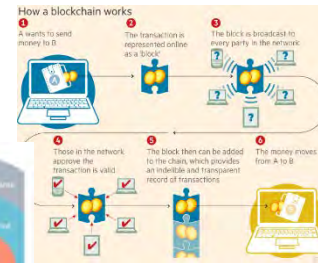 How a blockchain works
1
A wants to send
money to B
2
The transaction is
represented online
as a 'block'
3
The block is broadcast to
every party in the network
4
Those in the network
approve the
transaction is valid
5
The block then can be added
to the chain, which provides
an indelible and transparent
record of transactions
6
The money moves
from A to B